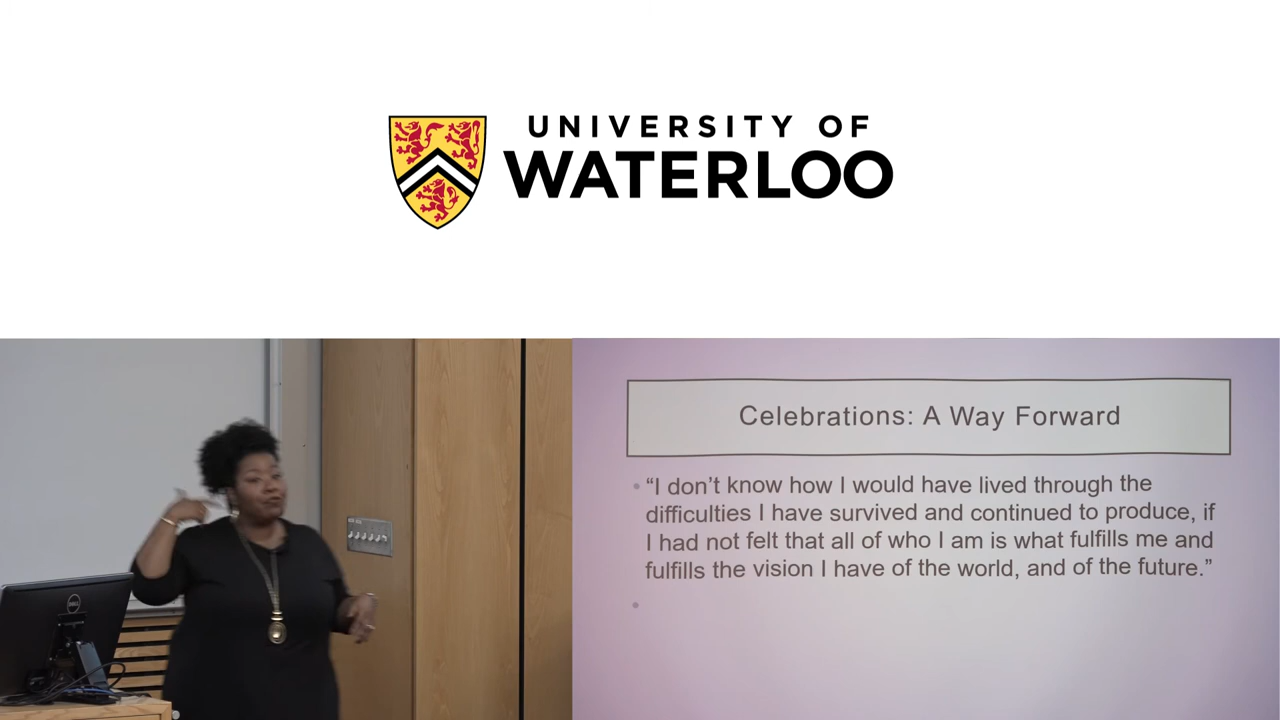 UNIVERSITY OF
WATERLOO
Celebrations: A Way Forward
• “I don’t know how I would have lived through the
difficulties I have survived and continued to produce, if
I had not felt that all of who I am is what fulfills me and
fulfills the vision I have of the world, and of the future.”
•
DELL